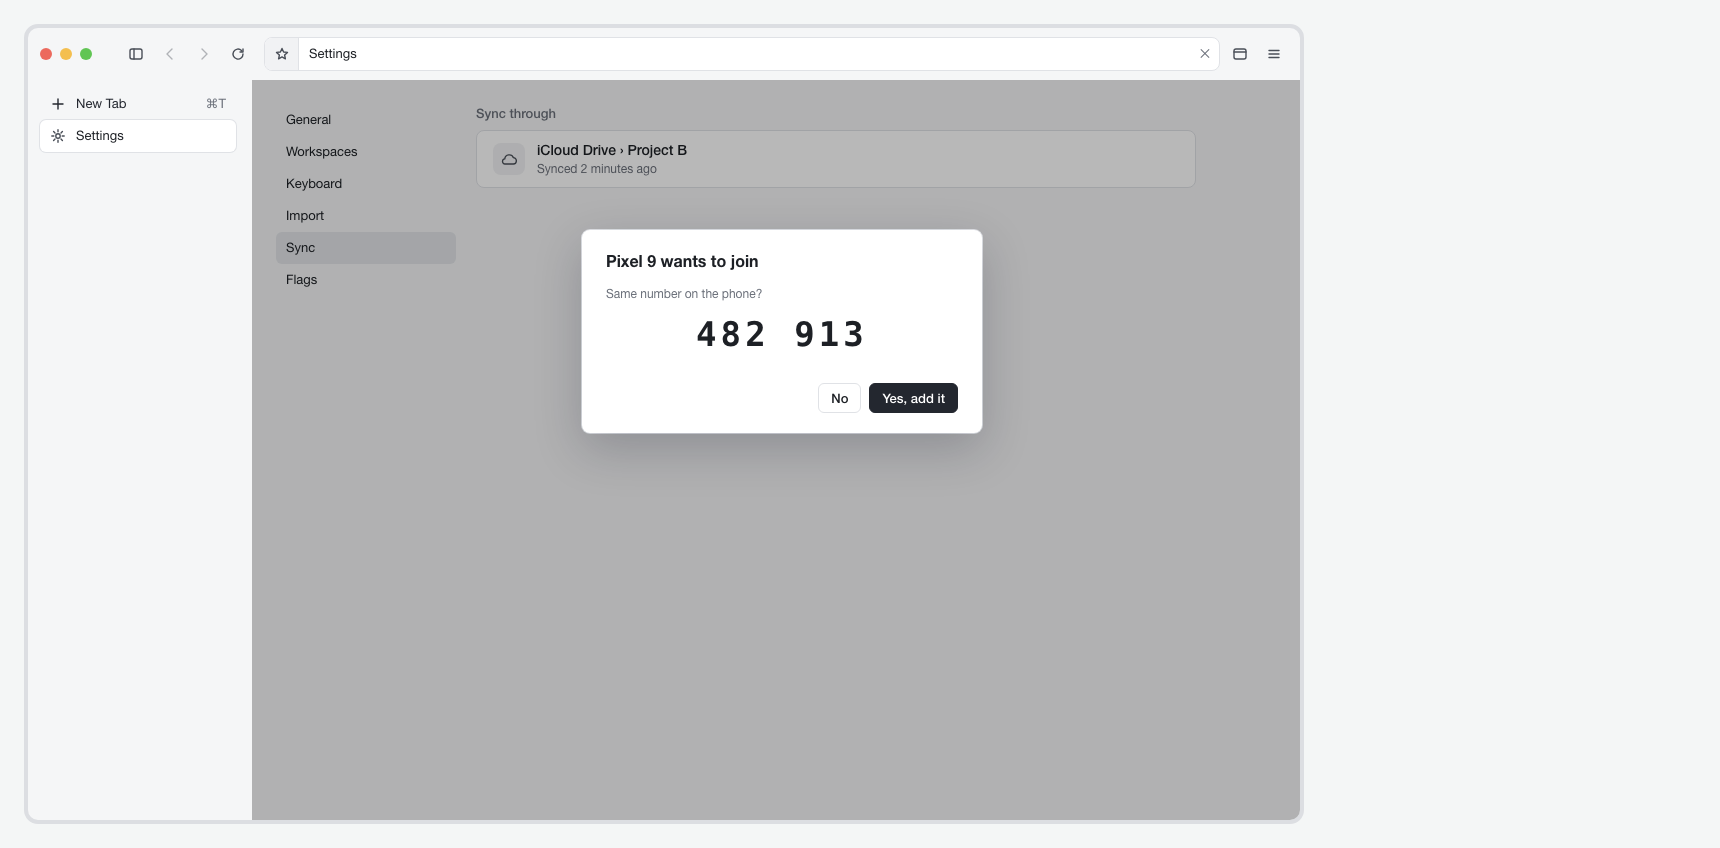 Settings
New Tab ⌘T
Settings
General
Workspaces
Keyboard
Import
Sync
Flags
Sync through
iCloud Drive › Project B
Synced 2 minutes ago
Pixel 9 wants to join
Same number on the phone?
482 913
No
Yes, add it